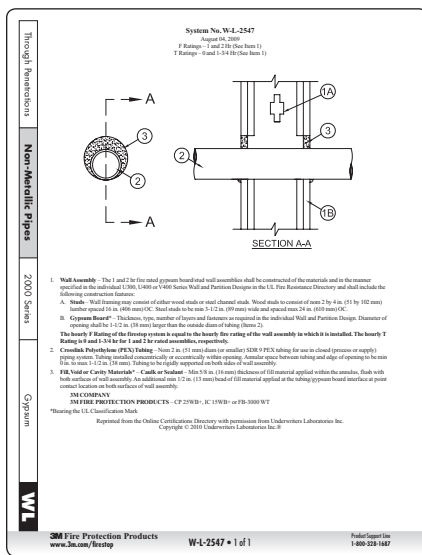 System No. W-L-2547
August 04, 2009
F Ratings – 1 and 2 Hr (See Item 1)
T Ratings – 0 and 1-3/4 Hr (See Item 1)
Through Penetrations
Non-Metallic Pipes
2000 Series
Gypsum
WL
A
3
2
A
1A
3
2
1B
SECTION A-A
1. Wall Assembly – The 1 and 2 hr fire rated gypsum board/stud wall assemblies shall be constructed of the materials and in the manner
specified in the individual U300, U400 or V400 Series Wall and Partition Designs in the UL Fire Resistance Directory and shall include the
following construction features:
A. Studs – Wall framing may consist of either wood studs or steel channel studs. Wood studs to consist of nom 2 by 4 in. (51 by 102 mm)
lumber spaced 16 in. (406 mm) OC. Steel studs to be min 3-1/2 in. (89 mm) wide and spaced max 24 in. (610 mm) OC.
B. Gypsum Board* – Thickness, type, number of layers and fasteners as required in the individual Wall and Partition Design. Diameter of
opening shall be 1-1/2 in. (38 mm) larger than the outside diam of tubing (Items 2).
The hourly F Rating of the firestop system is equal to the hourly fire rating of the wall assembly in which it is installed. The hourly T
Rating is 0 and 1-3/4 hr for 1 and 2 hr rated assemblies, respectively.
2. Crosslink Polyethylene (PEX) Tubing – Nom 2 in. (51 mm) diam (or smaller) SDR 9 PEX tubing for use in closed (process or supply)
piping system. Tubing installed concentrically or eccentrically within opening. Annular space between tubing and edge of opening to be min
0 in. to max 1-1/2 in. (38 mm). Tubing to be rigidly supported on both sides of wall assembly.
3. Fill, Void or Cavity Materials* – Caulk or Sealant – Min 5/8 in. (16 mm) thickness of fill material applied within the annulus, flush with
both surfaces of wall assembly. An additional min 1/2 in. (13 mm) bead of fill material applied at the tubing/gypsum board interface at point
contact location on both surfaces of wall assembly.
3M COMPANY
3M FIRE PROTECTION PRODUCTS – CP 25WB+, IC 15WB+ or FB-3000 WT
*Bearing the UL Classification Mark
Reprinted from the Online Certifications Directory with permission from Underwriters Laboratories Inc.
Copyright © 2010 Underwriters Laboratories Inc.®
3M Fire Protection Products
www.3m.com/firestop
W-L-2547 • 1 of 1
Product Support Line
1-800-328-1687